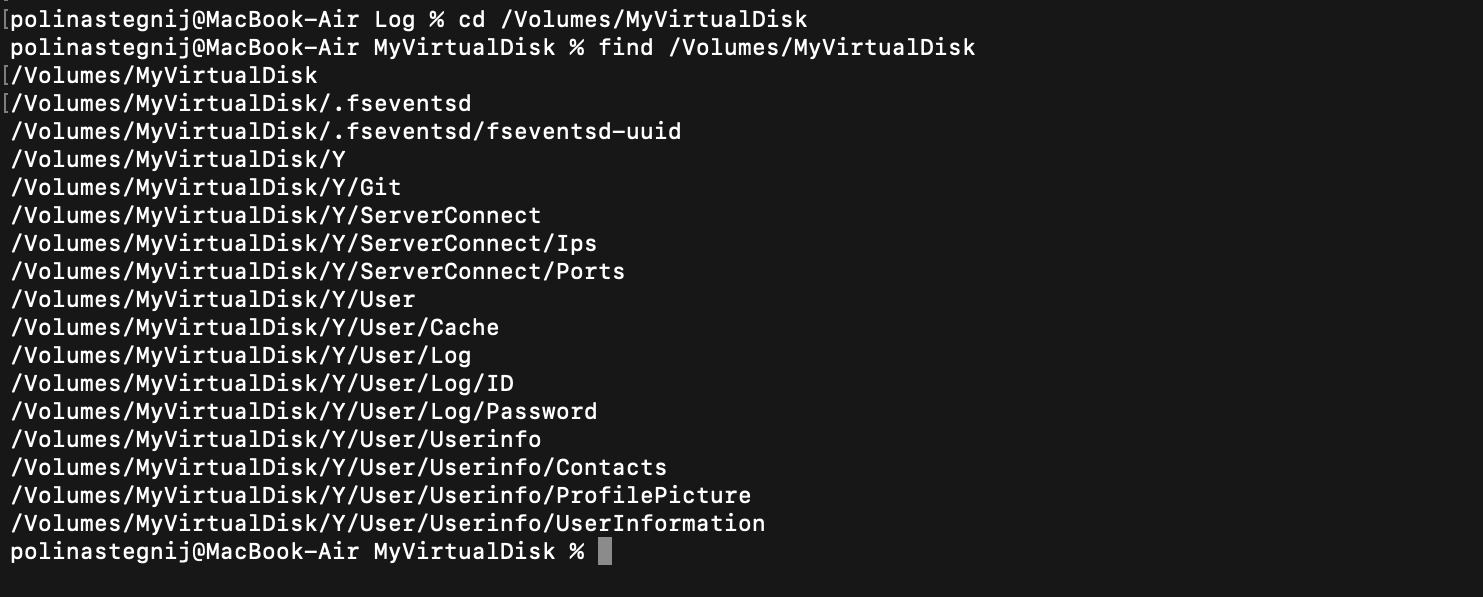 [polinastegnij@MacBook-Air Log % cd /Volumes/MyVirtualDisk
polinastegnij@MacBook-Air MyVirtualDisk % find /Volumes/MyVirtualDisk
[/Volumes/MyVirtualDisk
[/Volumes/MyVirtualDisk/.fseventsd
/Volumes/MyVirtualDisk/.fseventsd/fseventsd-uuid
/Volumes/MyVirtualDisk/Y
/Volumes/MyVirtualDisk/Y/Git
/Volumes/MyVirtualDisk/Y/ServerConnect
/Volumes/MyVirtualDisk/Y/ServerConnect/Ips
/Volumes/MyVirtualDisk/Y/ServerConnect/Ports
/Volumes/MyVirtualDisk/Y/User
/Volumes/MyVirtualDisk/Y/User/Cache
/Volumes/MyVirtualDisk/Y/User/Log
/Volumes/MyVirtualDisk/Y/User/Log/ID
/Volumes/MyVirtualDisk/Y/User/Log/Password
/Volumes/MyVirtualDisk/Y/User/Userinfo
/Volumes/MyVirtualDisk/Y/User/Userinfo/Contacts
/Volumes/MyVirtualDisk/Y/User/Userinfo/ProfilePicture
/Volumes/MyVirtualDisk/Y/User/Userinfo/UserInformation
polinastegnij@MacBook-Air MyVirtualDisk %